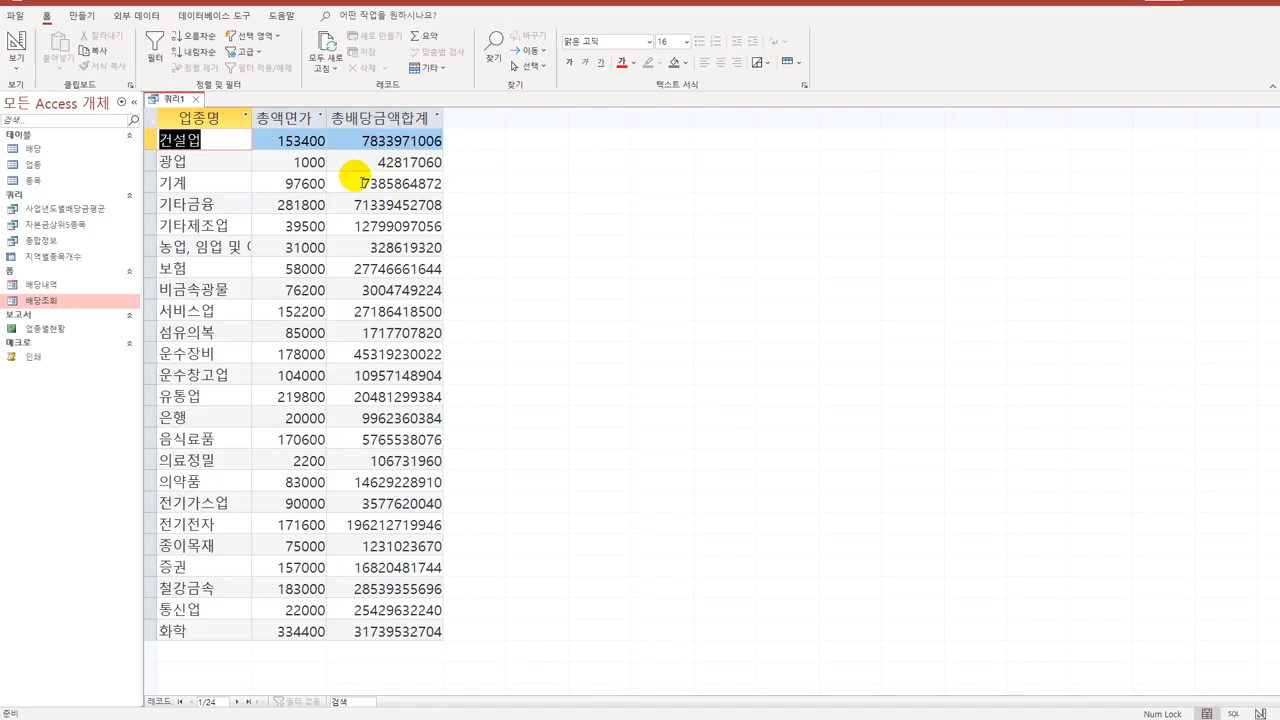 파일 홈 만들기 외부 데이터 데이터베이스 도구 도움말 어떤 작업을 원하시나요?
보기 붙여넣기 잘라내기 복사 서식 복사 필터 오름차순 내림차순 정렬 제거 선택 영역 고급 필터 적용/해제 모두 새로 고침 새로 만들기 저장 삭제 요약 맞춤법 검사 기타 찾기 바꾸기 이동 선택 맑은 고딕 16 가 가 가 가
보기 클립보드 정렬 및 필터 레코드 찾기 텍스트 서식
모든 Access 개체 «
검색...
테이블
배당
업종
종목
쿼리
사업년도별배당금평균
자본금상위5종목
종합정보
지역별종목개수
폼
배당내역
배당조회
보고서
업종별현황
매크로
인쇄
쿼리1
업종명 총액면가 총배당금액합계
건설업 153400 7833971006
광업 1000 42817060
기계 97600 7385864872
기타금융 281800 71339452708
기타제조업 39500 12799097056
농업, 임업 및 31000 328619320
보험 58000 27746661644
비금속광물 76200 3004749224
서비스업 152200 27186418500
섬유의복 85000 1717707820
운수장비 178000 45319230022
운수창고업 104000 10957148904
유통업 219800 20481299384
은행 20000 9962360384
음식료품 170600 5765538076
의료정밀 2200 106731960
의약품 83000 14629228910
전기가스업 90000 3577620040
전기전자 171600 196212719946
종이목재 75000 1231023670
증권 157000 16820481744
철강금속 183000 28539355696
통신업 22000 25429632240
화학 334400 31739532704
레코드: 1/24 필터 없음 검색
준비 Num Lock SQL